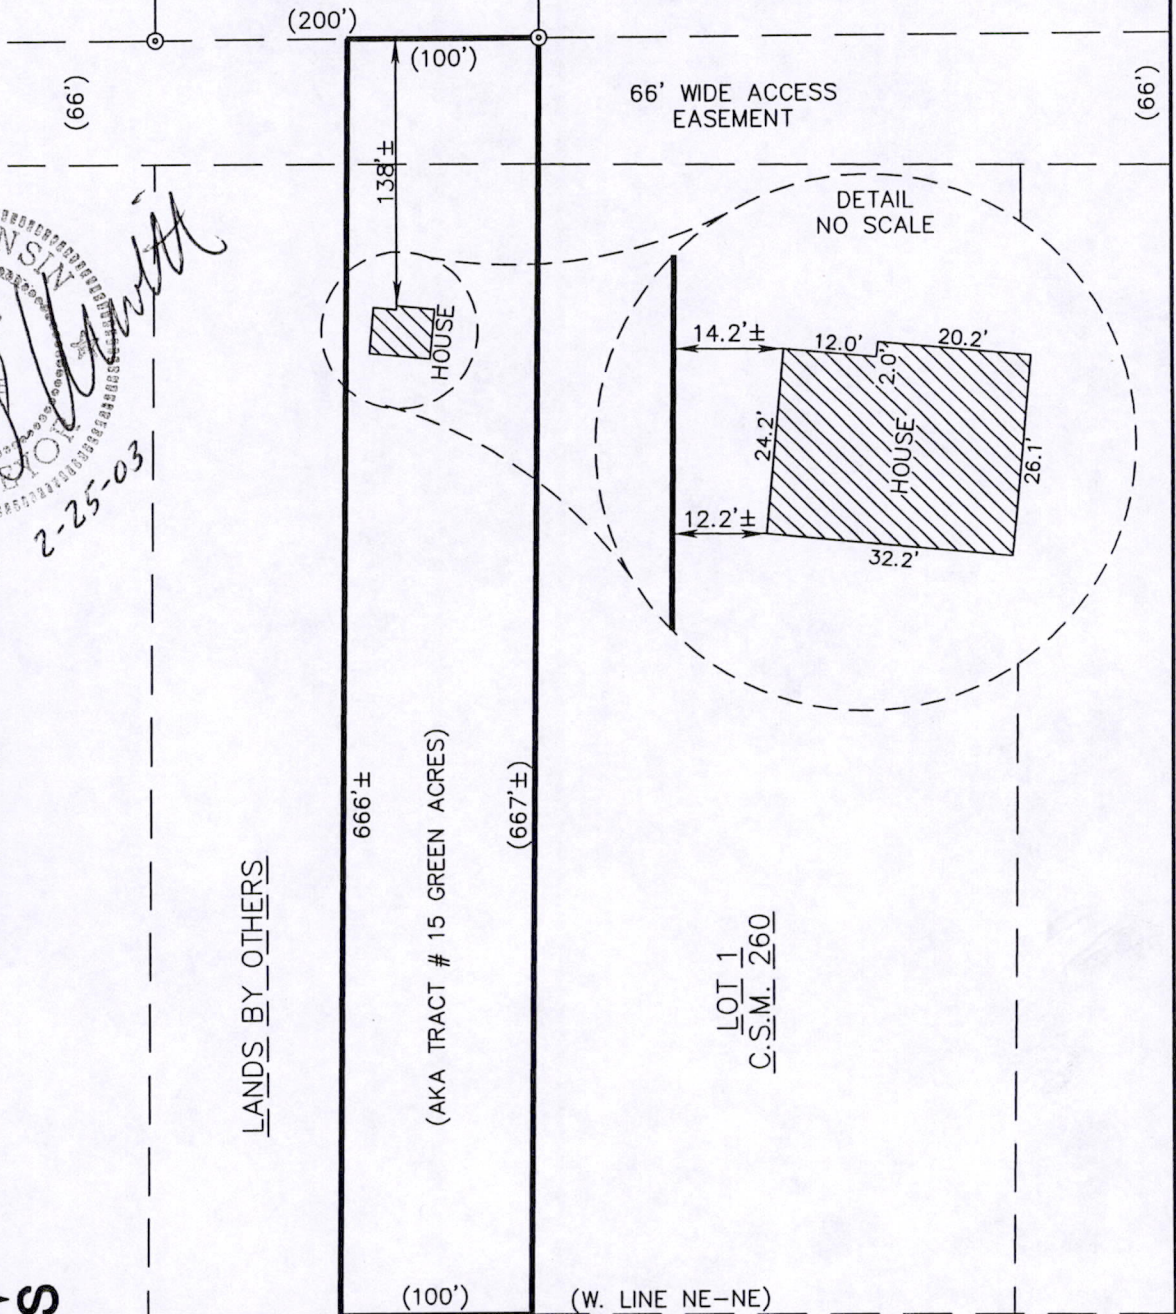 (200')
(100')
(66')
66' WIDE ACCESS
EASEMENT
(66')
138'±
DETAIL
NO SCALE
HOUSE
14.2'±
12.0'
2.0'
20.2'
24.2'
HOUSE
26.1'
12.2'±
32.2'
2-25-03
666'±
(AKA TRACT # 15 GREEN ACRES)
(667'±)
LANDS BY OTHERS
LOT 1
C.S.M. 260
(100')
(W. LINE NE-NE)
S